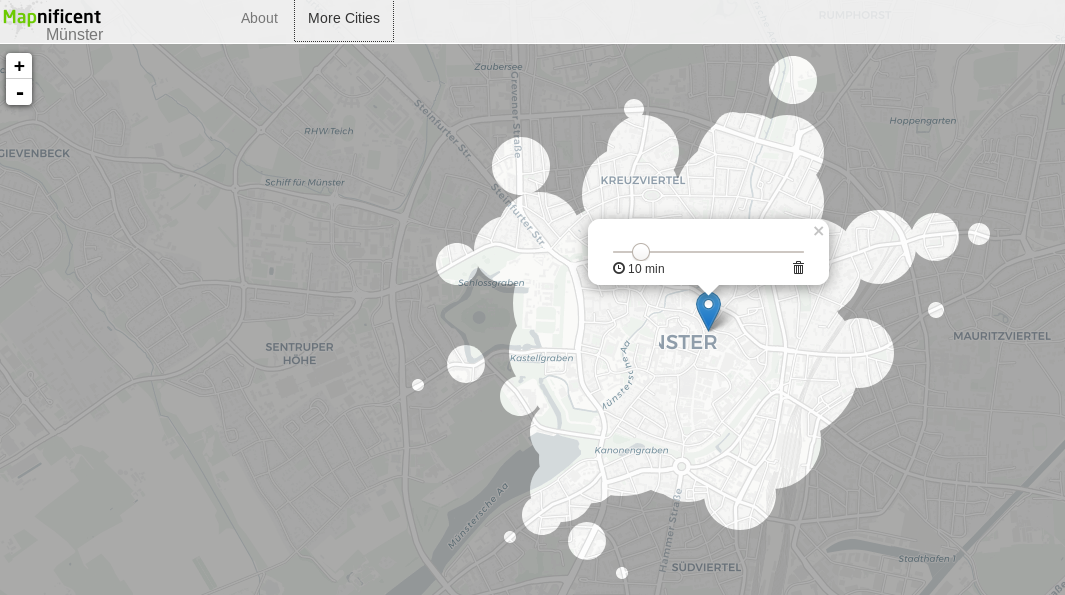 Mapnificent
Münster
About
More Cities
RUMPHORST
+
-
Zaubersee
Grevener Straße
Steinfurter Str.
Hoppengarten
RHW-Teich
GIEVENBECK
Schiff für Münster
KREUZVIERTEL
Steinfurter Str
×
10 min
Schlossgraben
NSTER
MAURITZVIERTEL
SENTRUPER
HÖHE
Kastellgraben
Münstersche Aa
Kanonengraben
Münstersche Aa
Hammer Straße
SÜDVIERTEL
Stadthafen 1